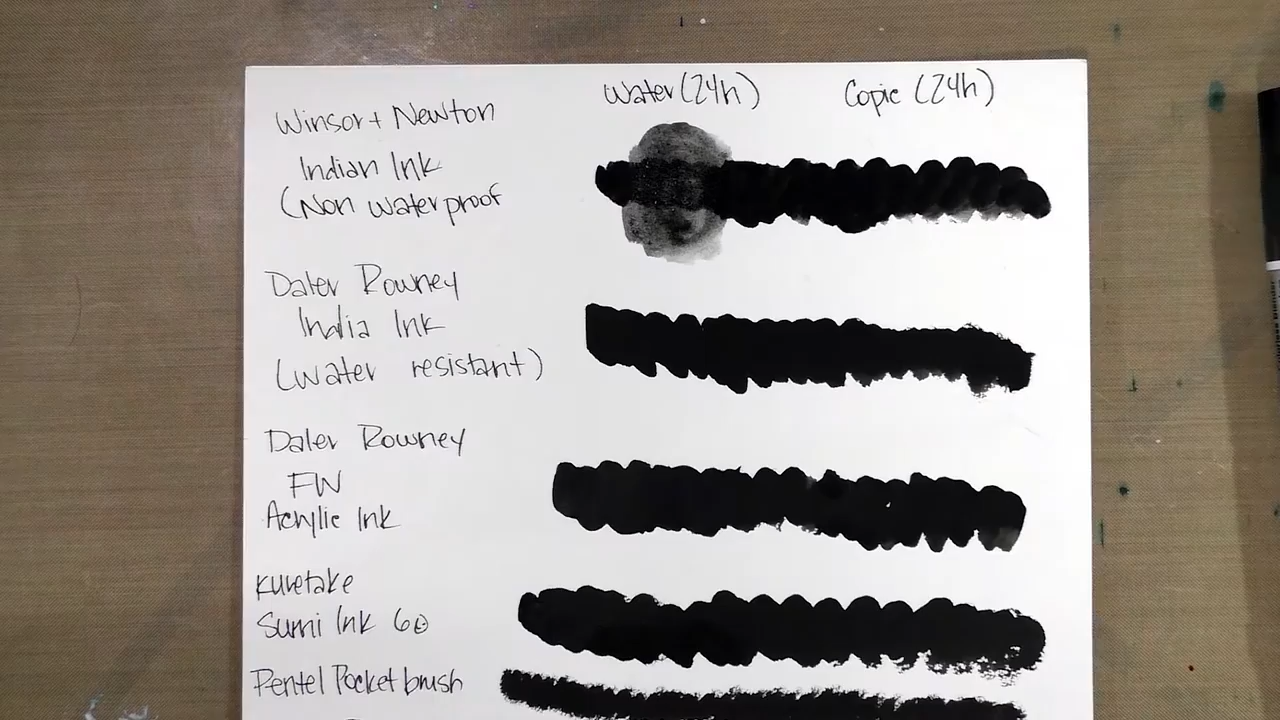 Water (24h) Copic (24h)
Winsor + Newton
Indian Ink
(Non waterproof
Daler Rowney
India Ink
(water resistant)
Daler Rowney
FW
Acrylic Ink
Kuretake
Sumi Ink 60
Pentel Pocket brush